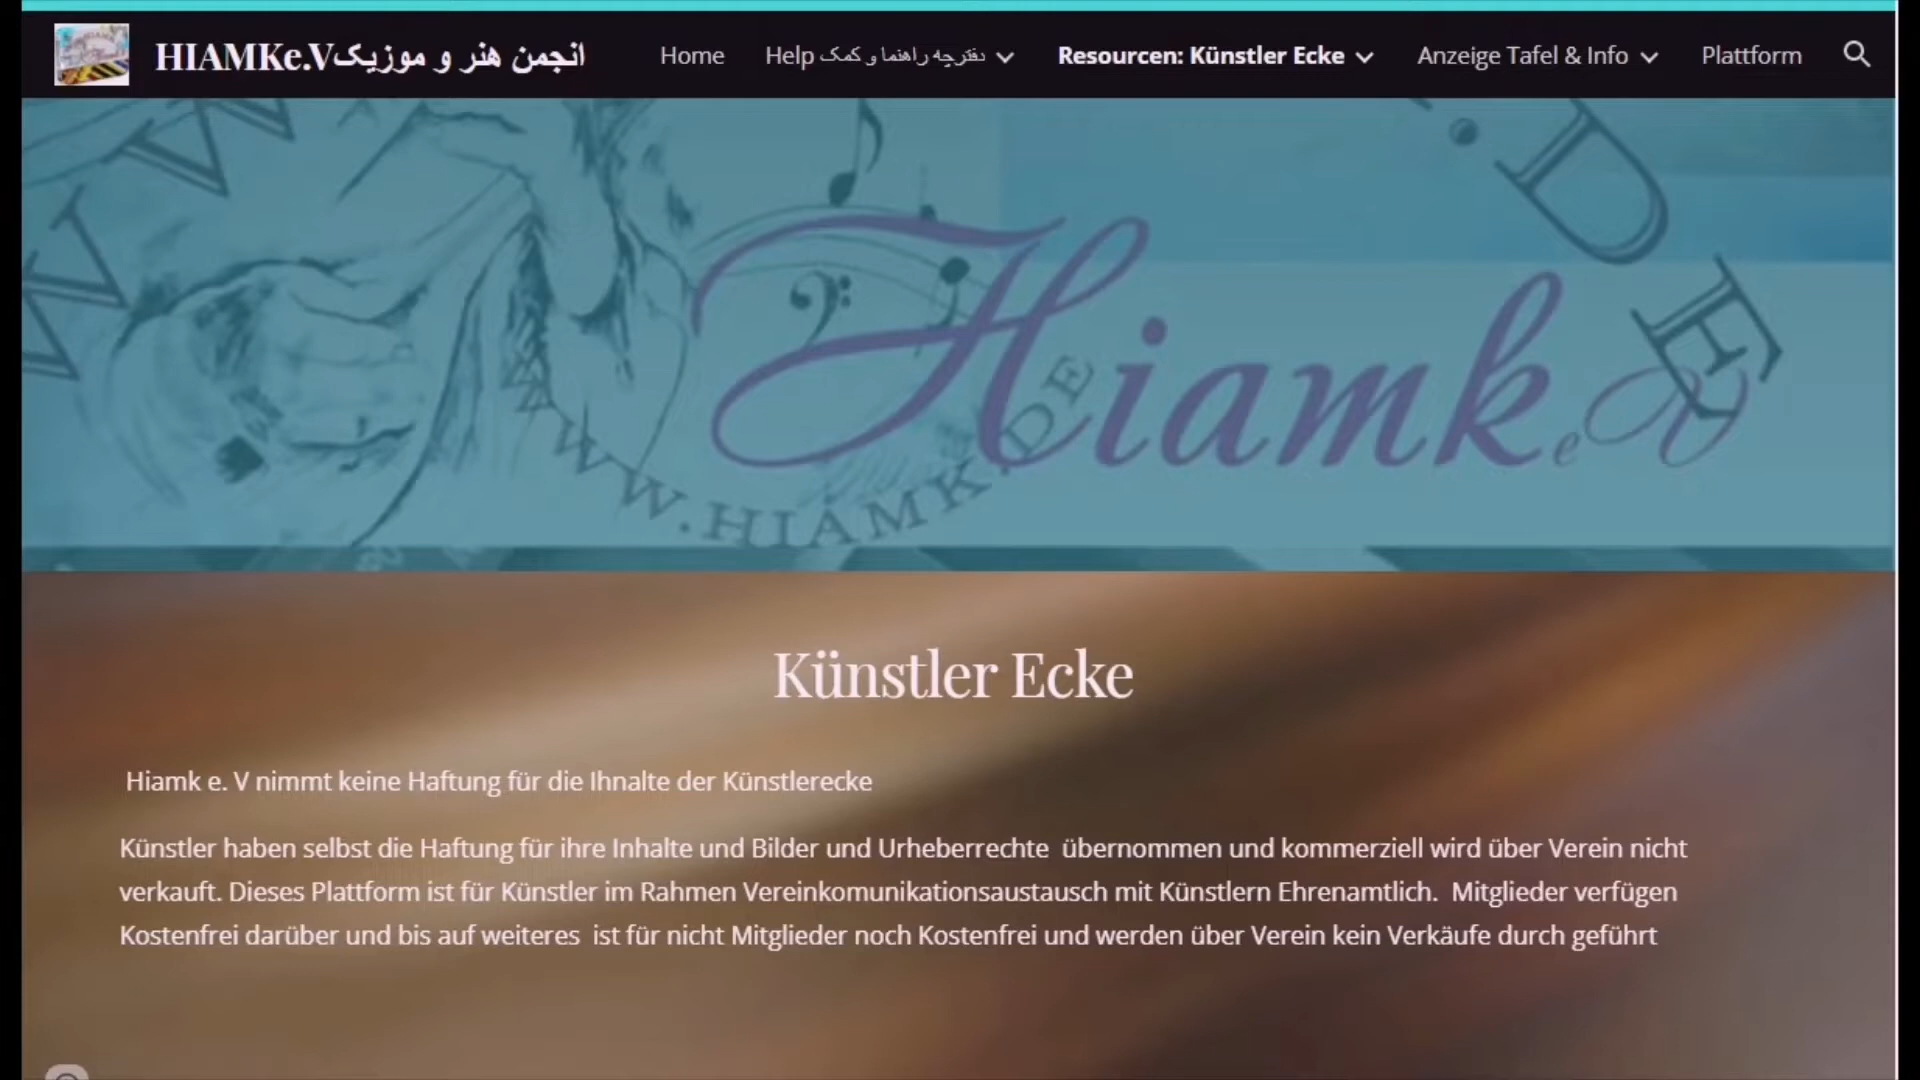 HIAMKe.Vانجمن هنر و موزیک
Home
Help دفترچه راهنما و کمک
Resourcen: Künstler Ecke
Anzeige Tafel & Info
Plattform
.DE
Hiamk e V
WWW.HIAMK.DE
Künstler Ecke
Hiamk e. V nimmt keine Haftung für die Ihnalte der Künstlerecke
Künstler haben selbst die Haftung für ihre Inhalte und Bilder und Urheberrechte übernommen und kommerziell wird über Verein nicht
verkauft. Dieses Plattform ist für Künstler im Rahmen Vereinkomunikationsaustausch mit Künstlern Ehrenamtlich. Mitglieder verfügen
Kostenfrei darüber und bis auf weiteres ist für nicht Mitglieder noch Kostenfrei und werden über Verein kein Verkäufe durch geführt